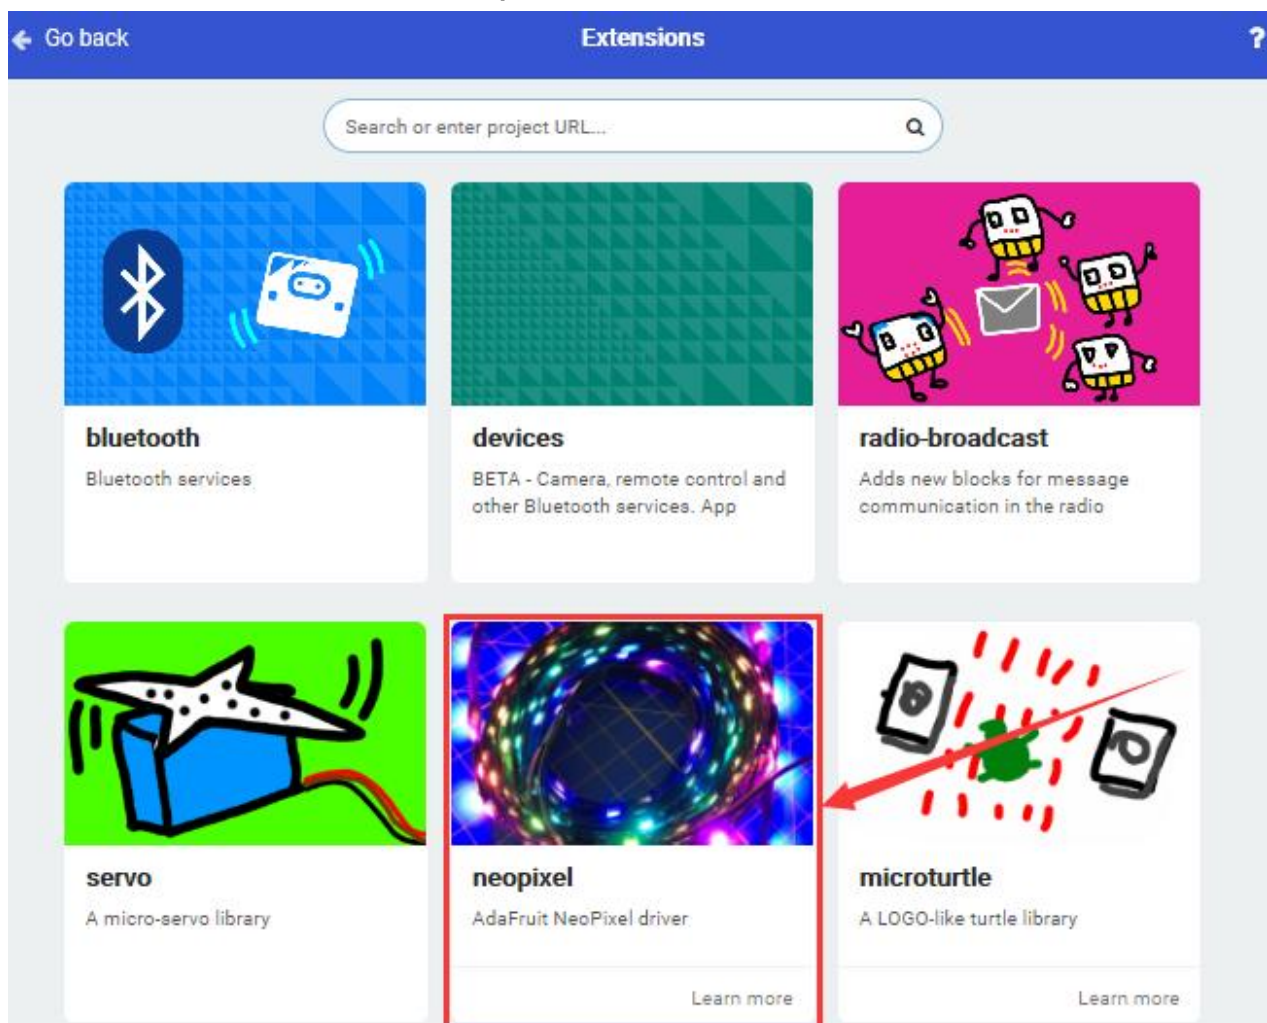 Go back
Extensions
?
Search or enter project URL...
bluetooth
Bluetooth services
devices
BETA - Camera, remote control and
other Bluetooth services. App
radio-broadcast
Adds new blocks for message
communication in the radio
servo
A micro-servo library
neopixel
AdaFruit NeoPixel driver
Learn more
microturtle
A LOGO-like turtle library
Learn more